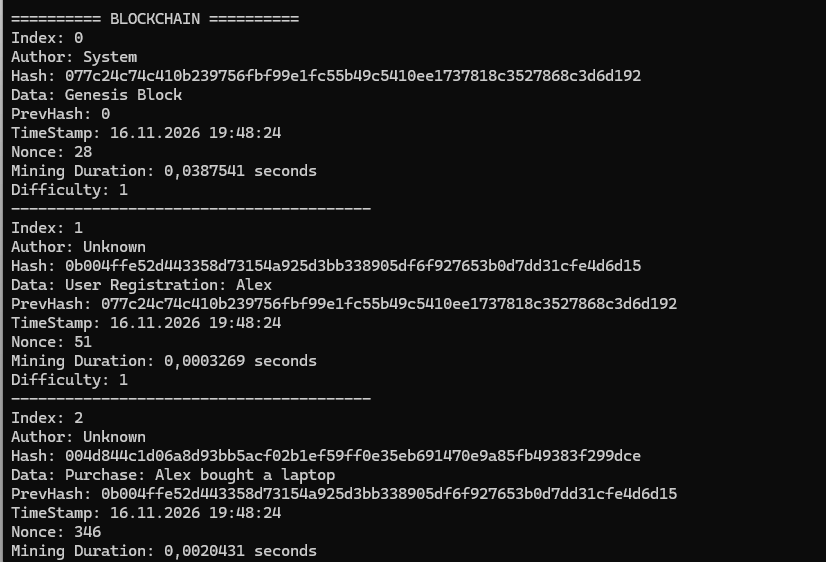 ========== BLOCKCHAIN ==========
Index: 0
Author: System
Hash: 077c24c74c410b239756fbf99e1fc55b49c5410ee1737818c3527868c3d6d192
Data: Genesis Block
PrevHash: 0
TimeStamp: 16.11.2026 19:48:24
Nonce: 28
Mining Duration: 0,0387541 seconds
Difficulty: 1
----------------------------------------
Index: 1
Author: Unknown
Hash: 0b004ffe52d443358d73154a925d3bb338905df6f927653b0d7dd31cfe4d6d15
Data: User Registration: Alex
PrevHash: 077c24c74c410b239756fbf99e1fc55b49c5410ee1737818c3527868c3d6d192
TimeStamp: 16.11.2026 19:48:24
Nonce: 51
Mining Duration: 0,0003269 seconds
Difficulty: 1
----------------------------------------
Index: 2
Author: Unknown
Hash: 004d844c1d06a8d93bb5acf02b1ef59ff0e35eb691470e9a85fb49383f299dce
Data: Purchase: Alex bought a laptop
PrevHash: 0b004ffe52d443358d73154a925d3bb338905df6f927653b0d7dd31cfe4d6d15
TimeStamp: 16.11.2026 19:48:24
Nonce: 346
Mining Duration: 0,0020431 seconds